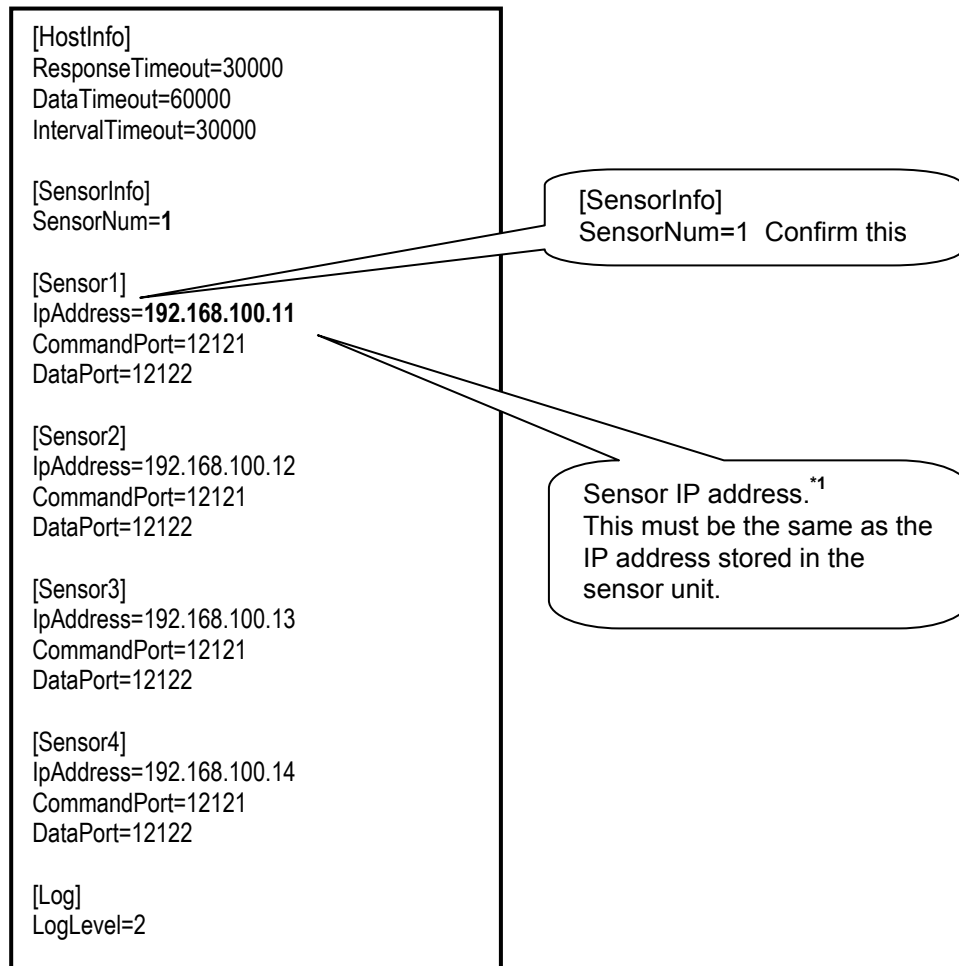 [HostInfo]
ResponseTimeout=30000
DataTimeout=60000
IntervalTimeout=30000
[SensorInfo]
SensorNum=1
[Sensor1]
IpAddress=192.168.100.11
CommandPort=12121
DataPort=12122
[Sensor2]
IpAddress=192.168.100.12
CommandPort=12121
DataPort=12122
[Sensor3]
IpAddress=192.168.100.13
CommandPort=12121
DataPort=12122
[Sensor4]
IpAddress=192.168.100.14
CommandPort=12121
DataPort=12122
[Log]
LogLevel=2
[SensorInfo]
SensorNum=1 Confirm this
Sensor IP address.*1
This must be the same as the
IP address stored in the
sensor unit.